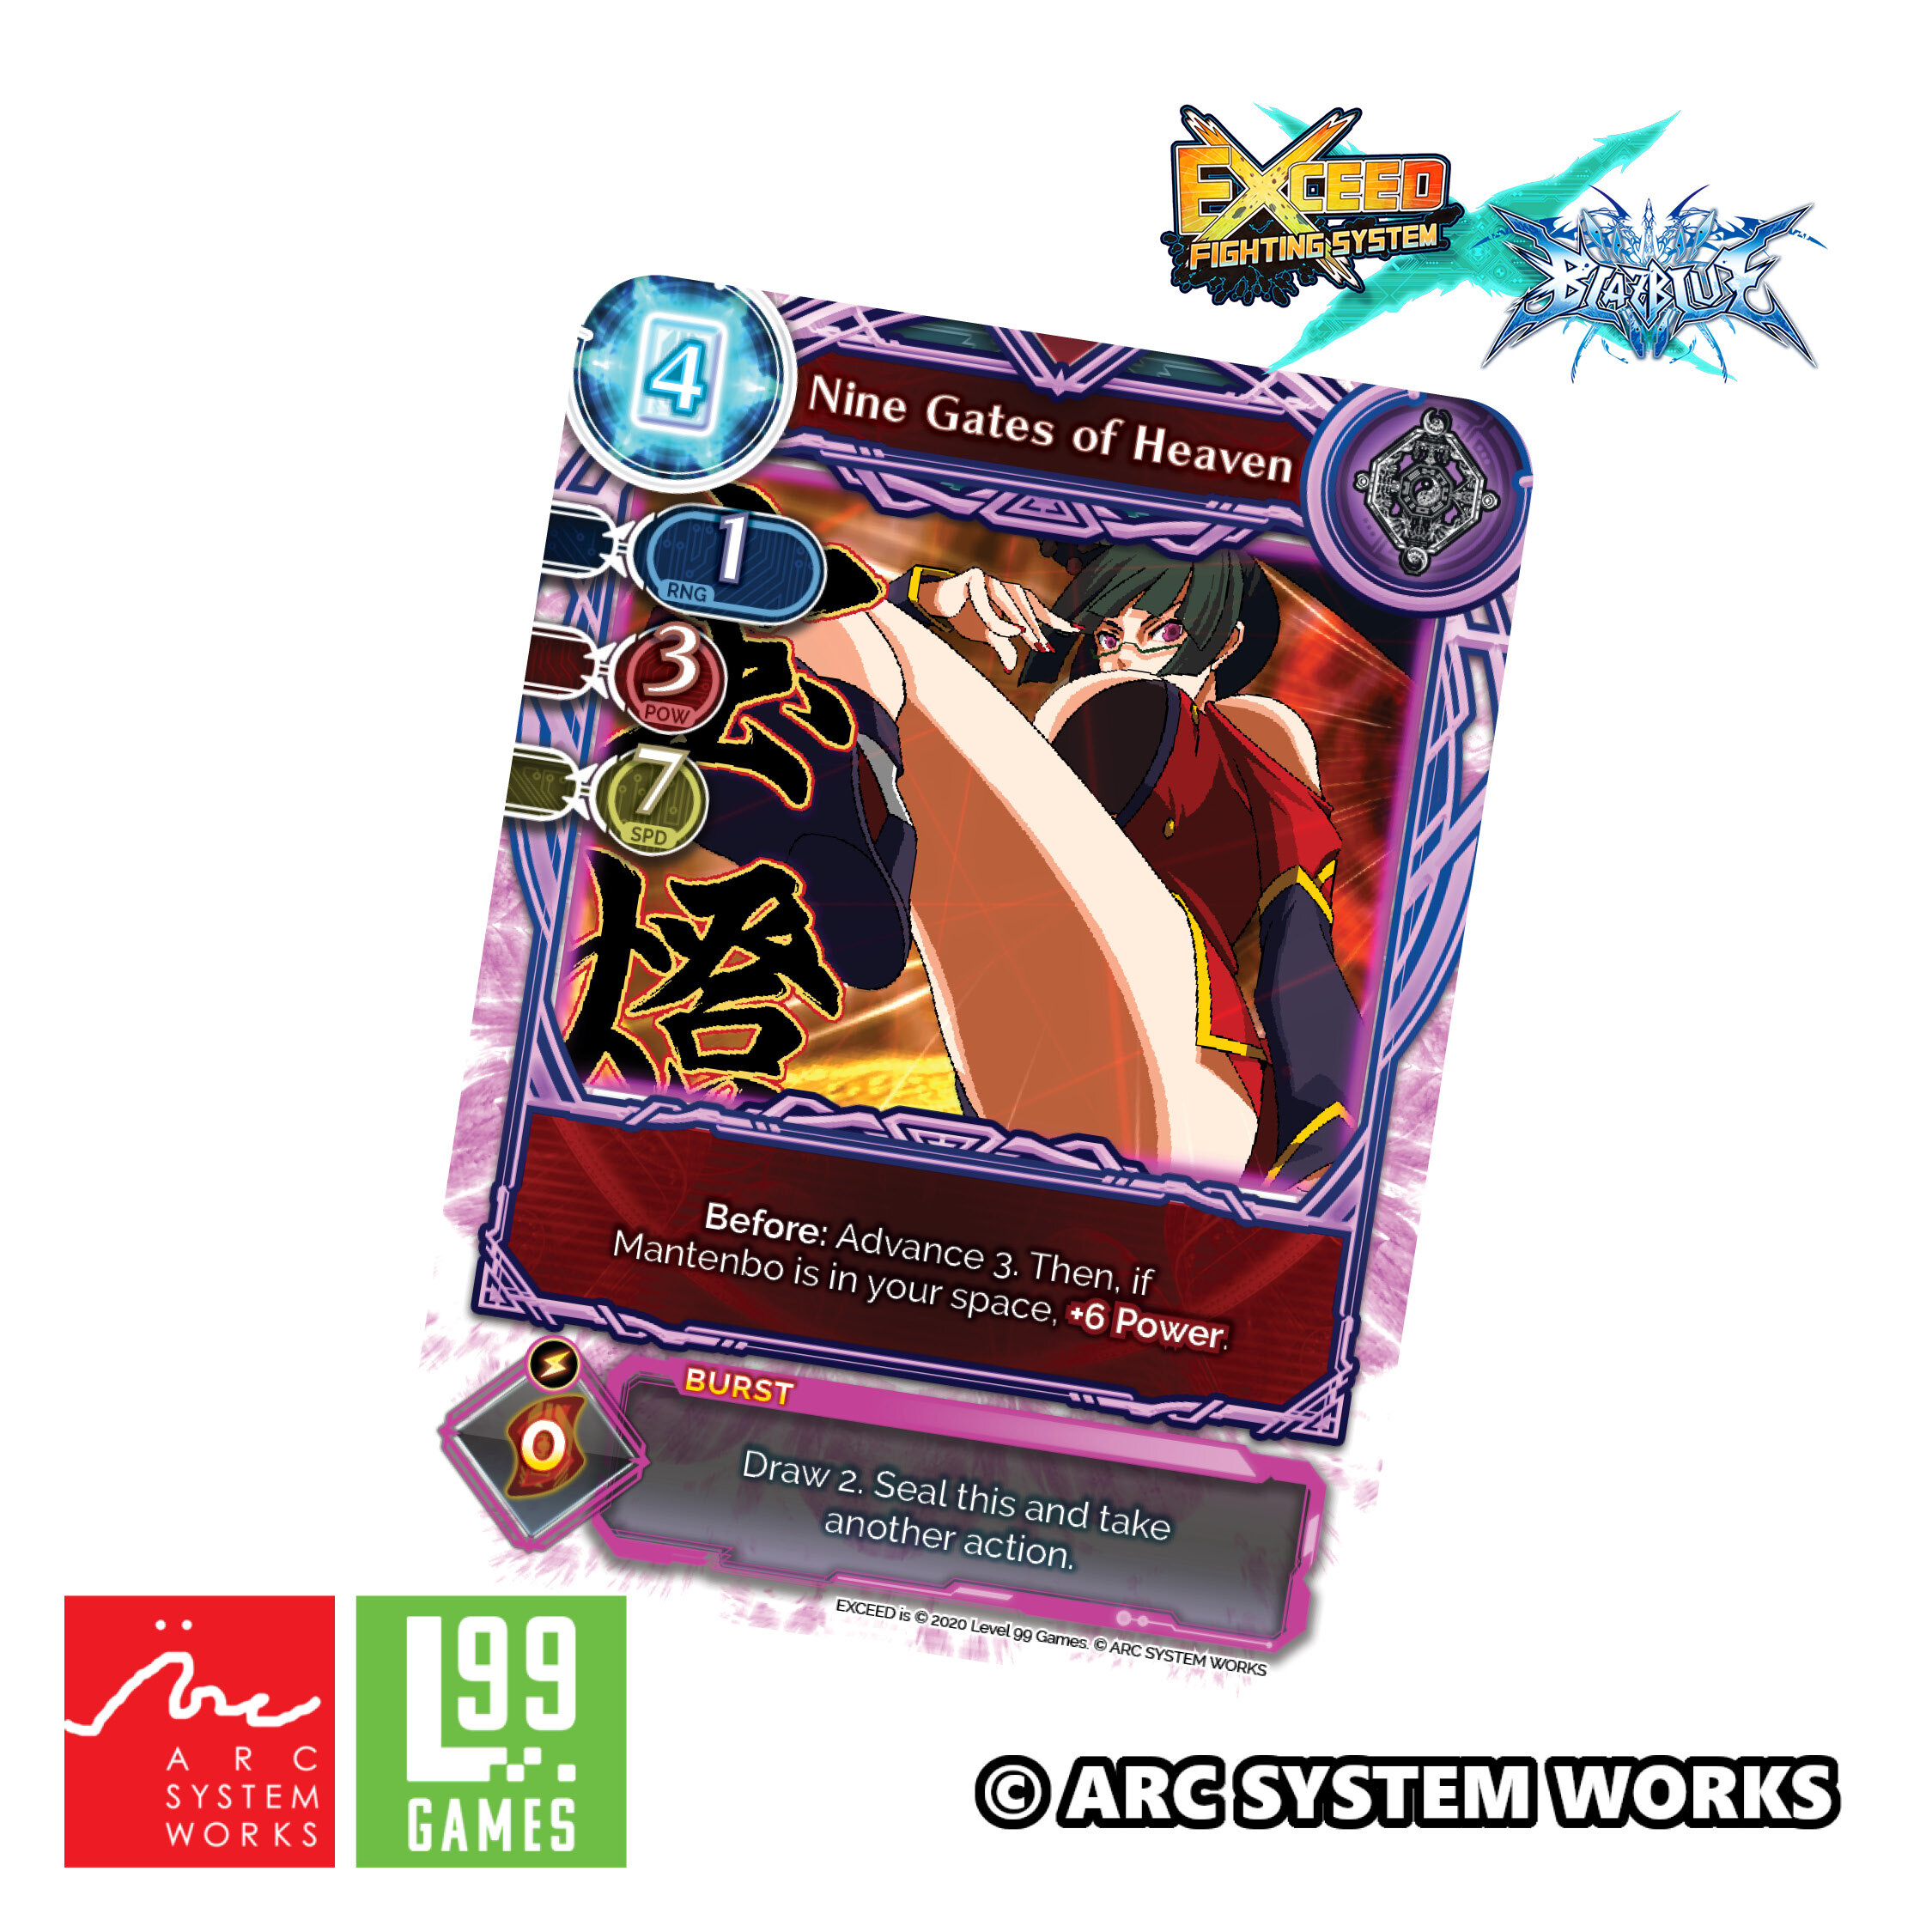 EXCEED
FIGHTING SYSTEM
BLAZBLUE
4
Nine Gates of Heaven
1
RNG
3
POW
7
SPD
悟
Before: Advance 3. Then, if
Mantenbo is in your space, +6 Power.
BURST
0
Draw 2. Seal this and take
another action.
EXCEED is © 2020 Level 99 Games. © ARC SYSTEM WORKS
Arc
ARC
SYSTEM
WORKS
L99
GAMES
© ARC SYSTEM WORKS